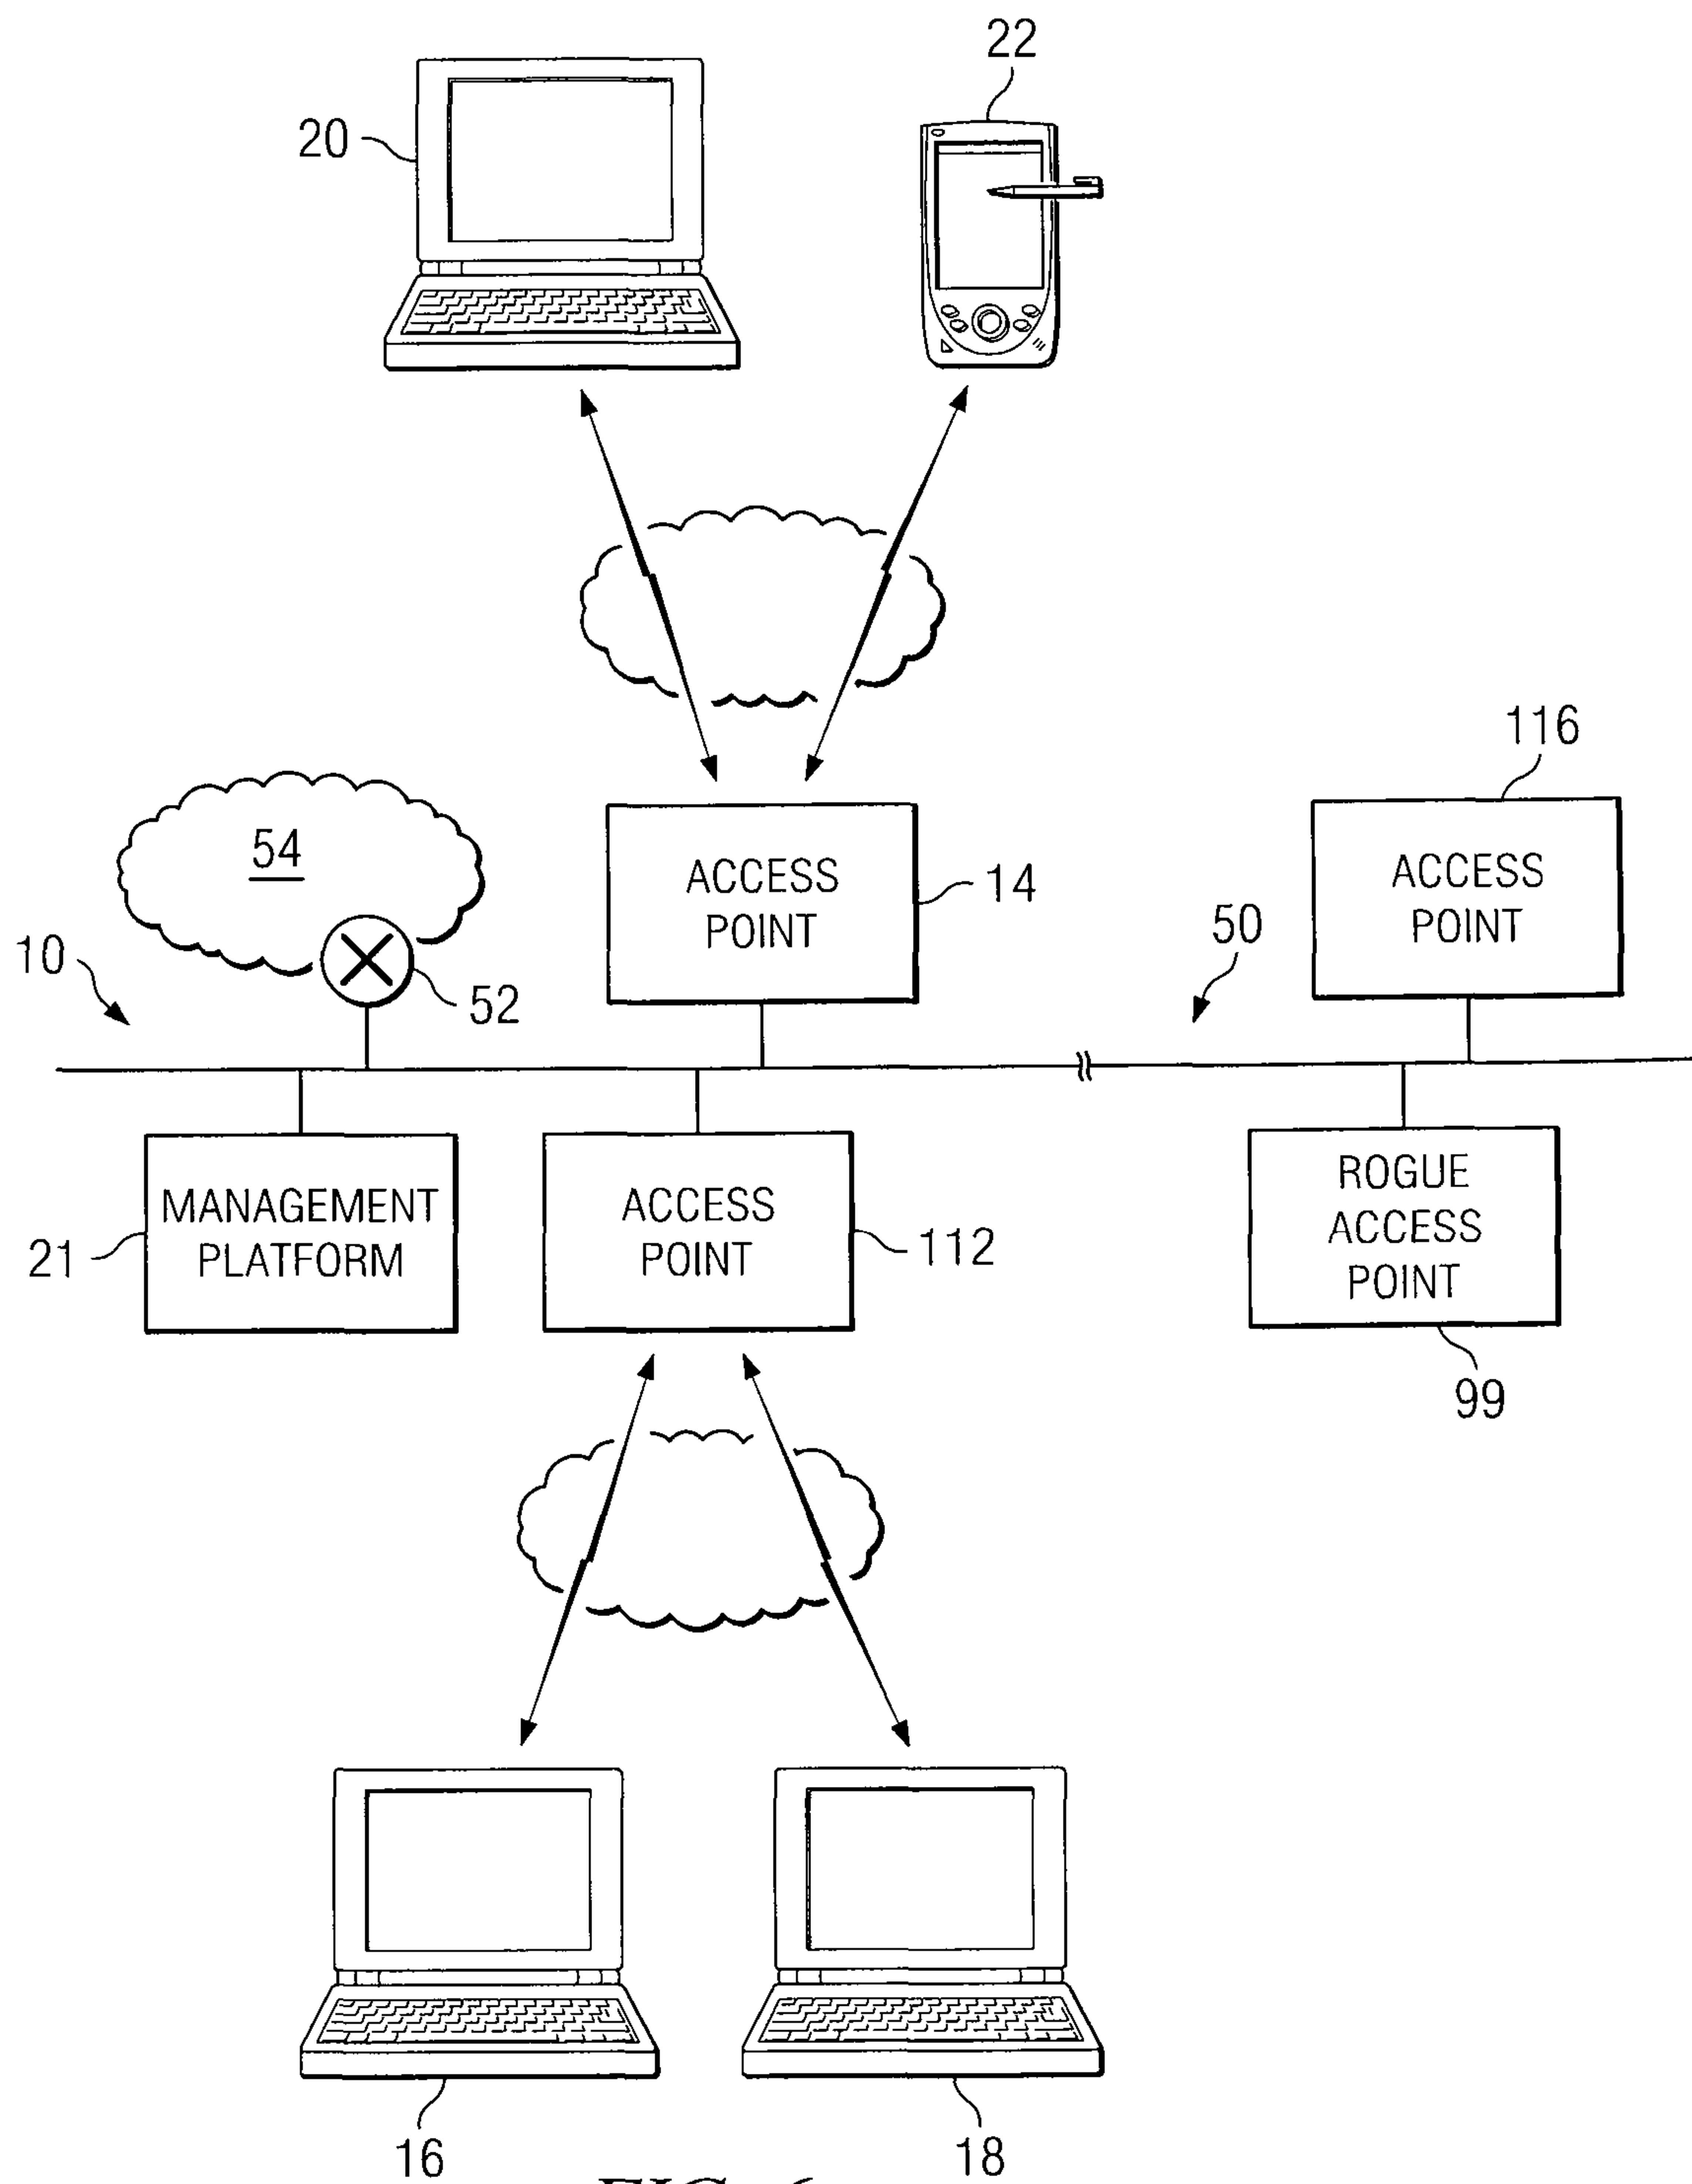 22
20
116
54
ACCESS
POINT
14
ACCESS
POINT
50
10
52
MANAGEMENT
PLATFORM
21
ACCESS
POINT
112
ROGUE
ACCESS
POINT
99
16
18